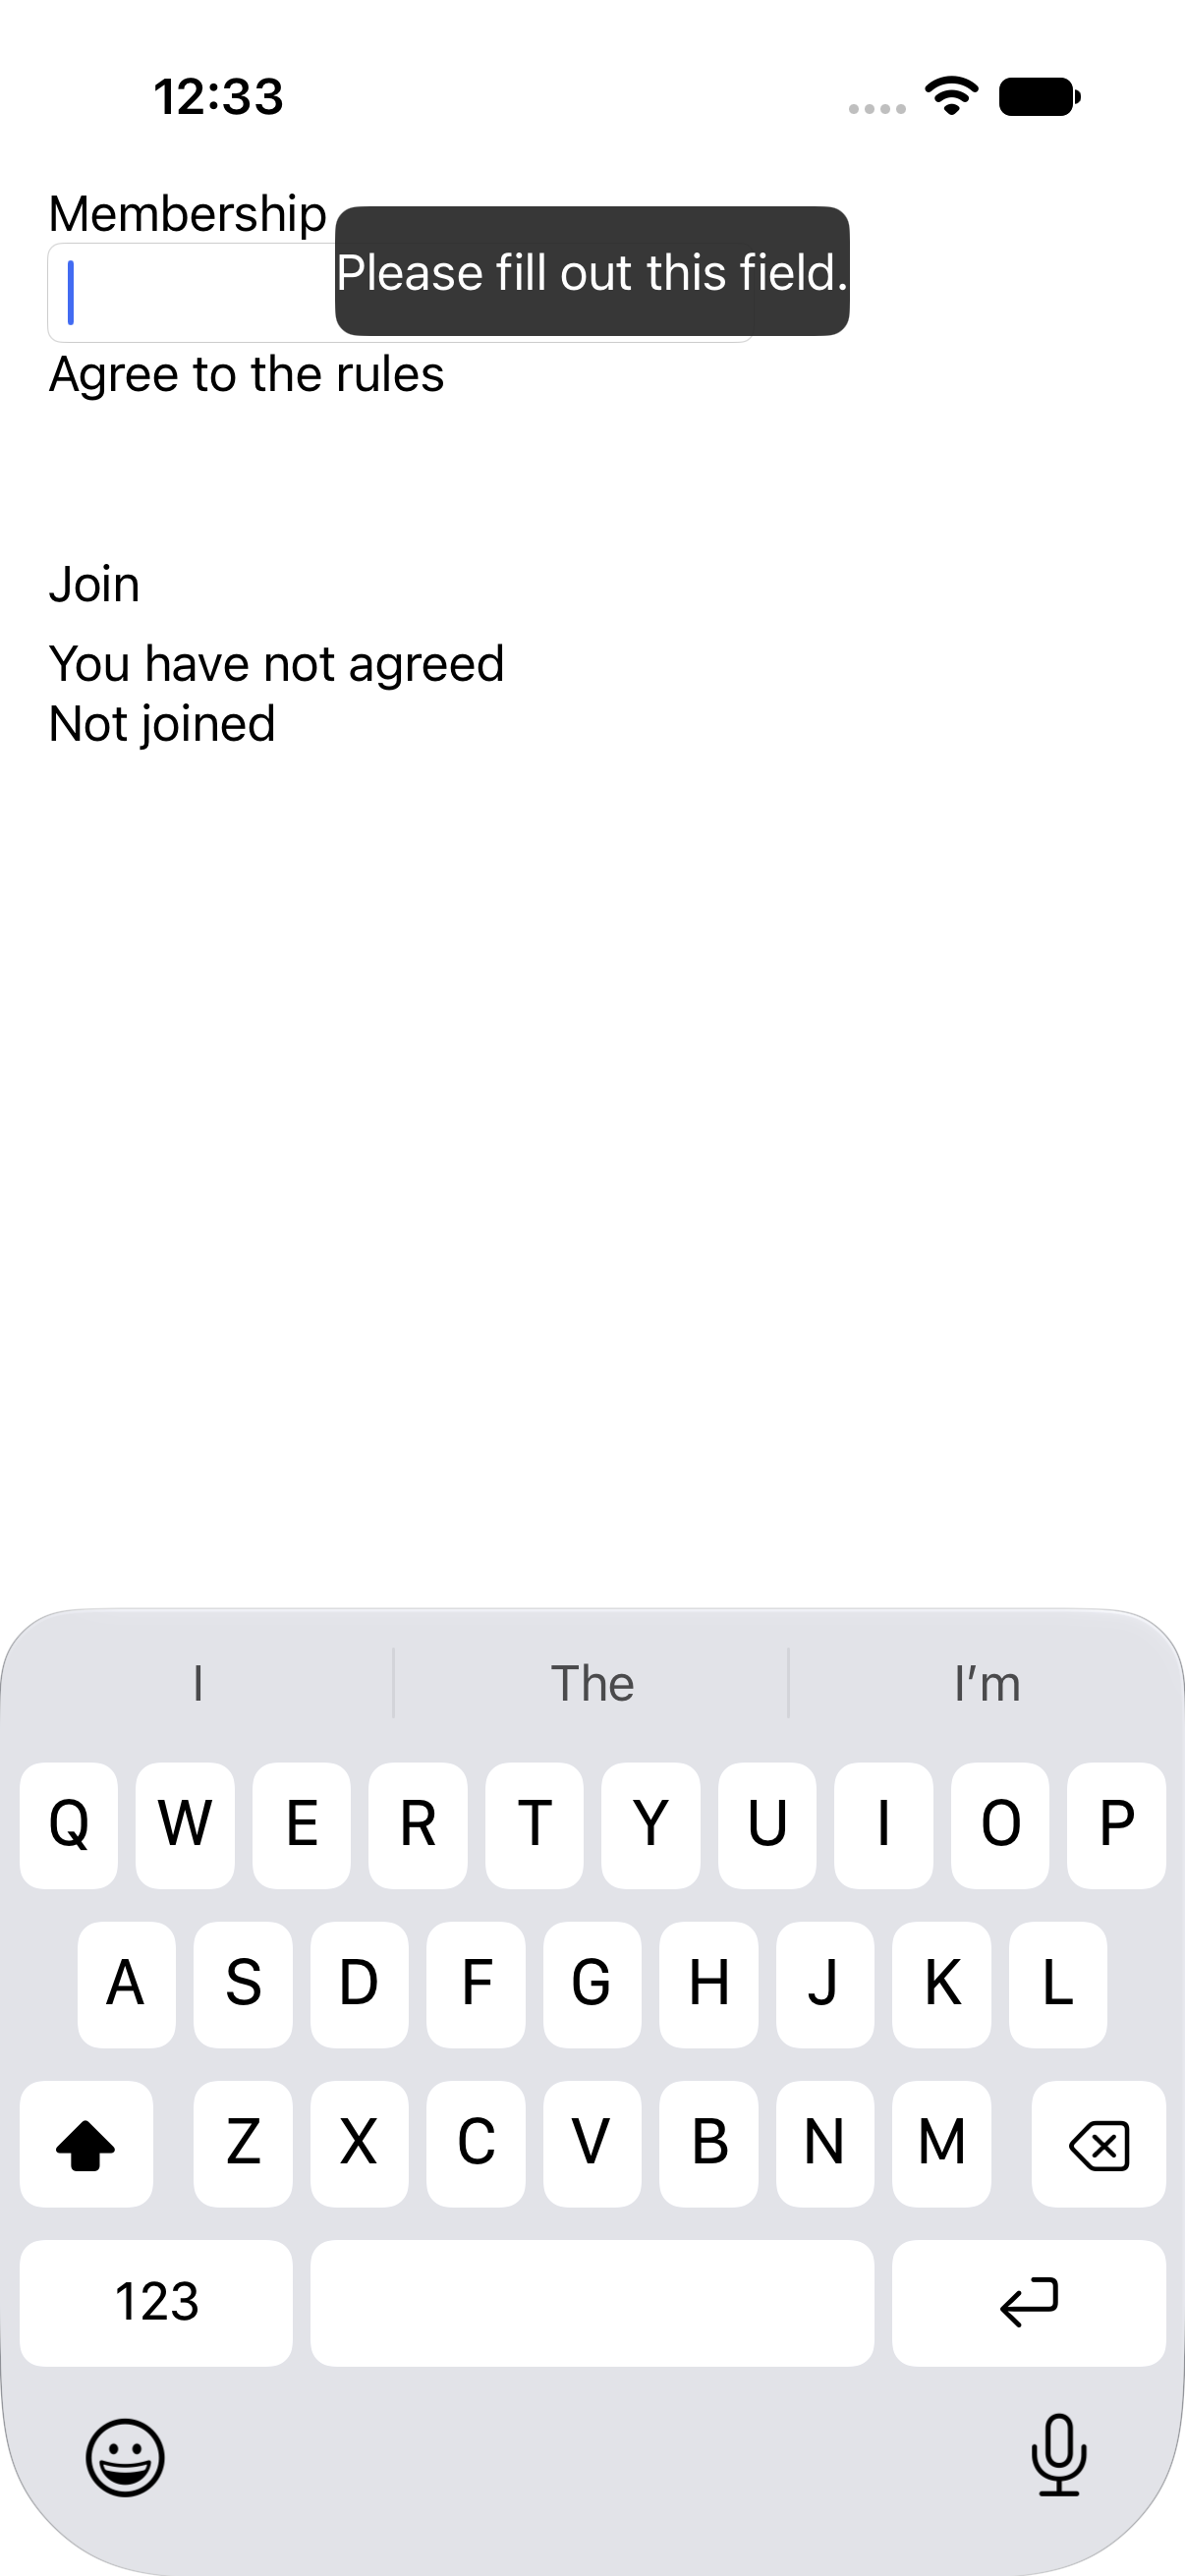 12:33
Membership
Please fill out this field.
Agree to the rules
Join
You have not agreed
Not joined
I The I’m
Q W E R T Y U I O P
A S D F G H J K L
Z X C V B N M
123